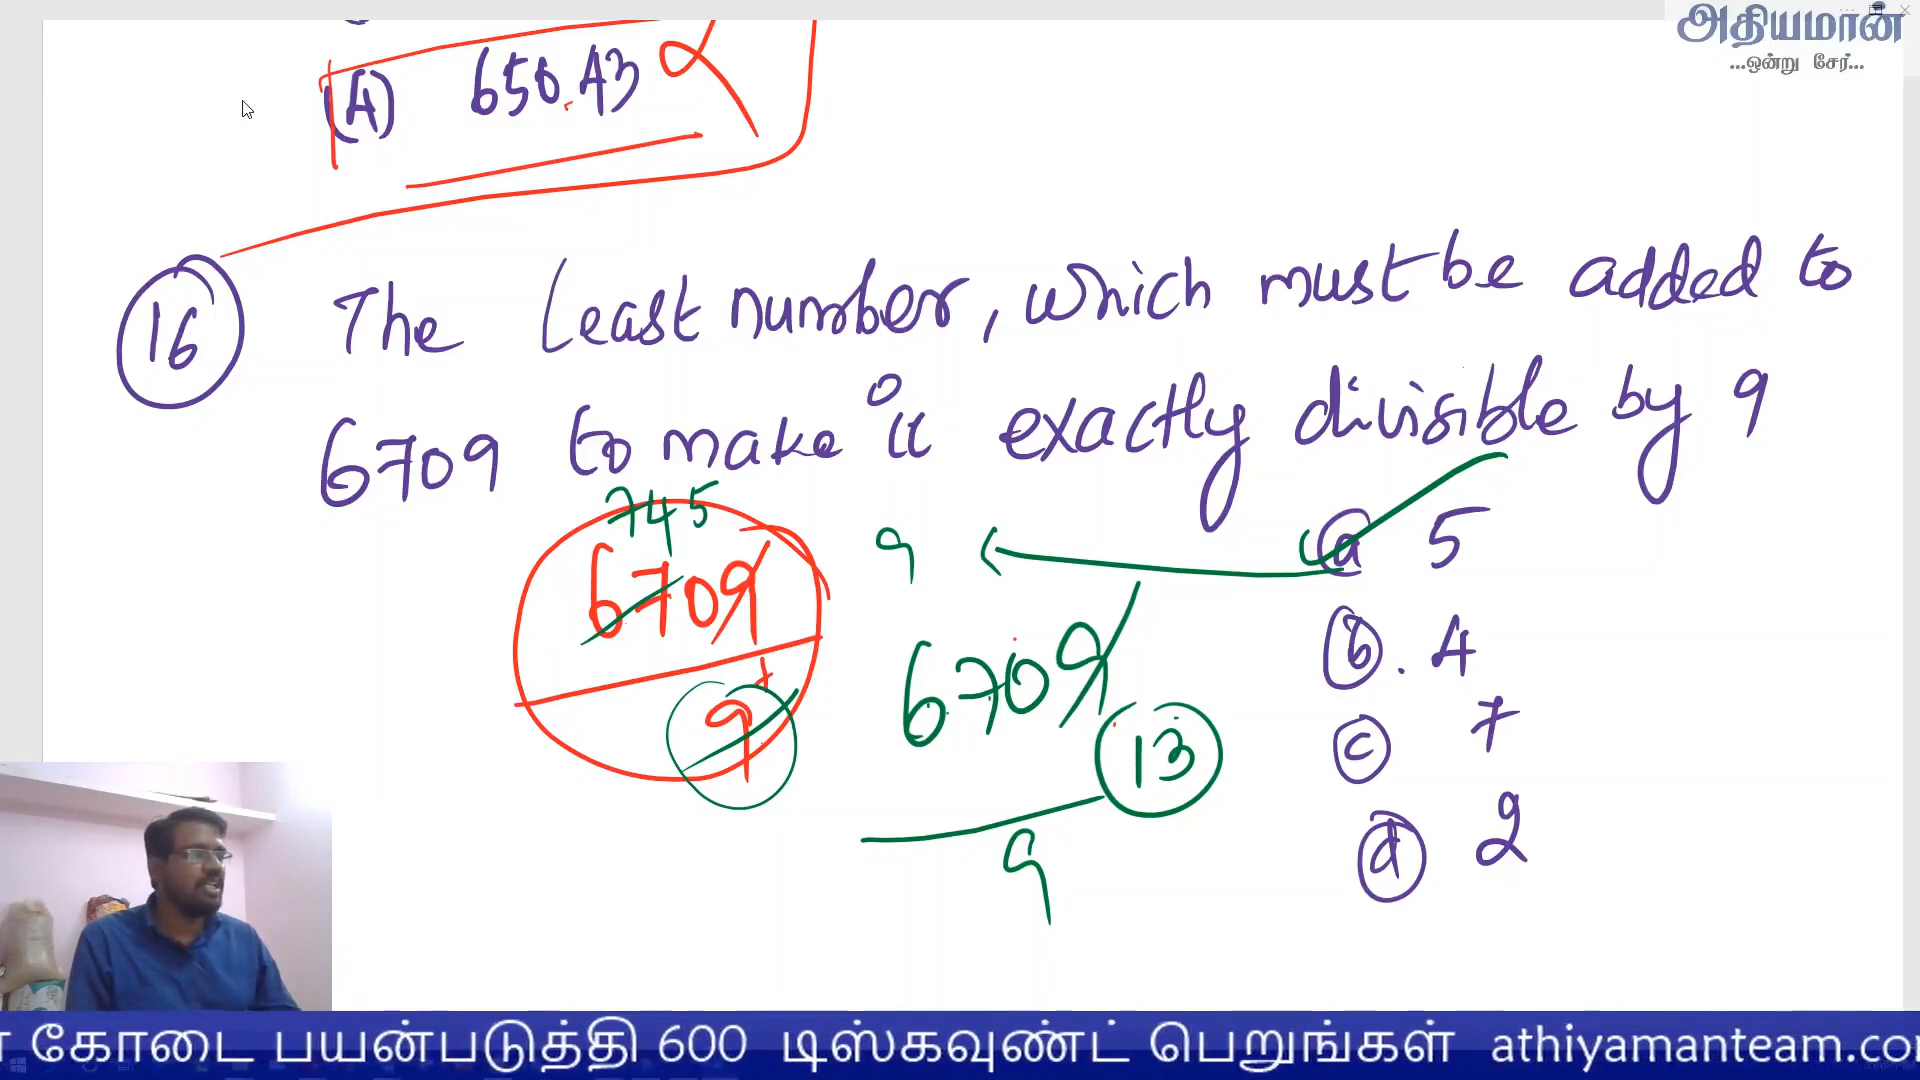 அதியமான்
...ஒன்று சேர்...
(A) 650.43
16 The least number, which must be added to
6709 to make it exactly divisible by 9
745
6709
9
9
6709
13
9
a 5
b. 4
c 7
d 2
கோடை பயன்படுத்தி 600 டிஸ்கவுண்ட் பெறுங்கள் athiyamanteam.co